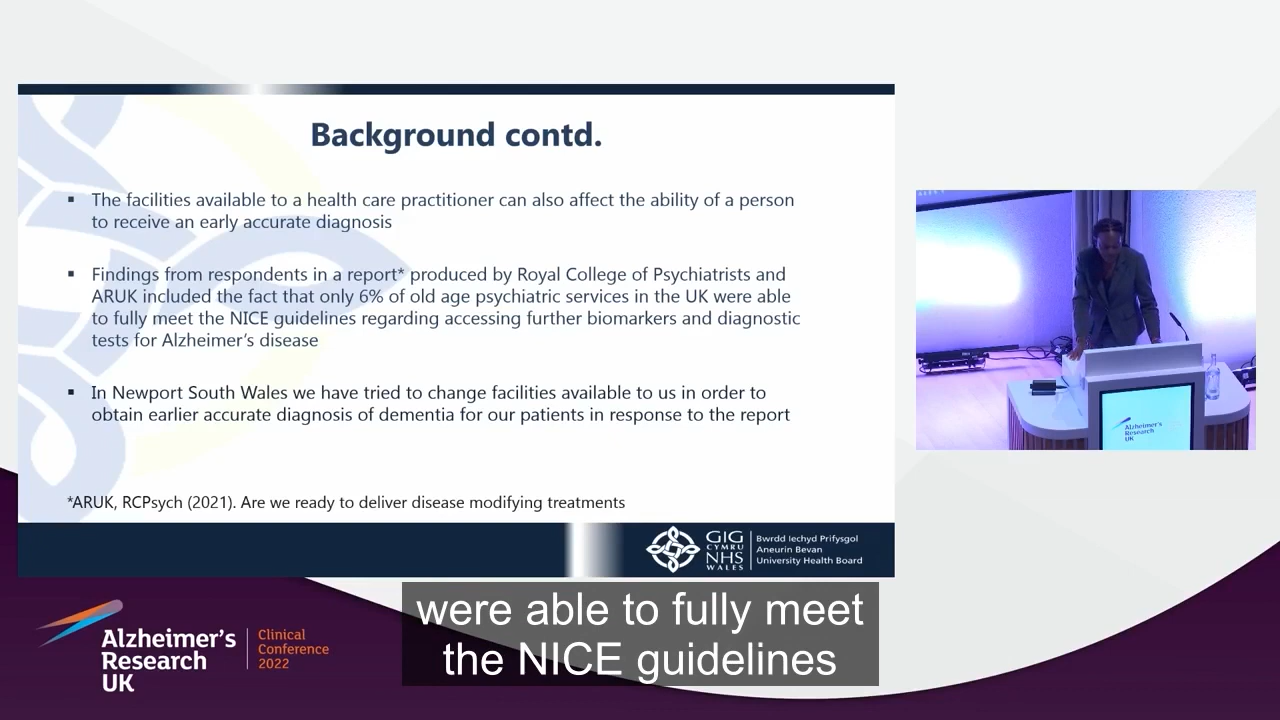 Background contd.
▪ The facilities available to a health care practitioner can also affect the ability of a person
to receive an early accurate diagnosis
▪ Findings from respondents in a report* produced by Royal College of Psychiatrists and
ARUK included the fact that only 6% of old age psychiatric services in the UK were able
to fully meet the NICE guidelines regarding accessing further biomarkers and diagnostic
tests for Alzheimer's disease
▪ In Newport South Wales we have tried to change facilities available to us in order to
obtain earlier accurate diagnosis of dementia for our patients in response to the report
*ARUK, RCPsych (2021). Are we ready to deliver disease modifying treatments
GIG
CYMRU
NHS
WALES
Bwrdd Iechyd Prifysgol
Aneurin Bevan
University Health Board
Alzheimer's
Research
UK
were able to fully meet
the NICE guidelines
Alzheimer's
Research
UK
Clinical
Conference
2022